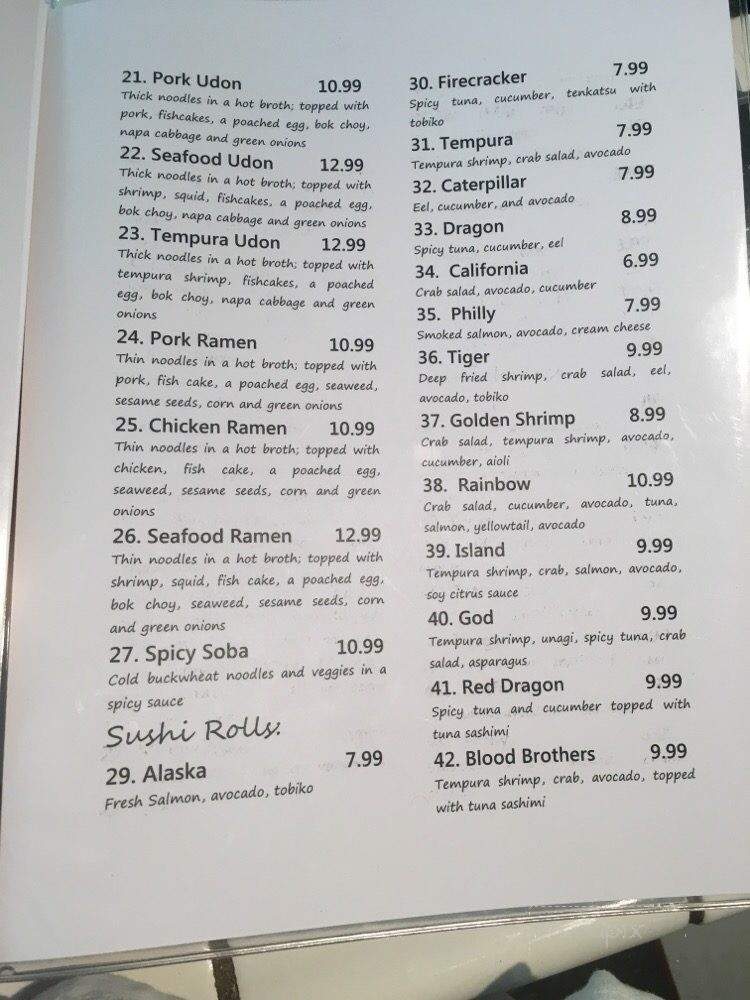 21. Pork Udon 10.99
Thick noodles in a hot broth; topped with
pork, fishcakes, a poached egg, bok choy,
napa cabbage and green onions
22. Seafood Udon 12.99
Thick noodles in a hot broth; topped with
shrimp, squid, fishcakes, a poached egg,
bok choy, napa cabbage and green onions
23. Tempura Udon 12.99
Thick noodles in a hot broth; topped with
tempura shrimp, fishcakes, a poached
egg, bok choy, napa cabbage and green
onions
24. Pork Ramen 10.99
Thin noodles in a hot broth; topped with
pork, fish cake, a poached egg, seaweed,
sesame seeds, corn and green onions
25. Chicken Ramen 10.99
Thin noodles in a hot broth; topped with
chicken, fish cake, a poached egg,
seaweed, sesame seeds, corn and green
onions
26. Seafood Ramen 12.99
Thin noodles in a hot broth; topped with
shrimp, squid, fish cake, a poached egg,
bok choy, seaweed, sesame seeds, corn
and green onions
27. Spicy Soba 10.99
Cold buckwheat noodles and veggies in a
spicy sauce
Sushi Rolls:
29. Alaska 7.99
Fresh Salmon, avocado, tobiko
30. Firecracker 7.99
Spicy tuna, cucumber, tenkatsu with
tobiko
31. Tempura 7.99
Tempura shrimp, crab salad, avocado
32. Caterpillar 7.99
Eel, cucumber, and avocado
33. Dragon 8.99
Spicy tuna, cucumber, eel
34. California 6.99
Crab salad, avocado, cucumber
35. Philly 7.99
Smoked salmon, avocado, cream cheese
36. Tiger 9.99
Deep fried shrimp, crab salad, eel,
avocado, tobiko
37. Golden Shrimp 8.99
Crab salad, tempura shrimp, avocado,
cucumber, aioli
38. Rainbow 10.99
Crab salad, cucumber, avocado, tuna,
salmon, yellowtail, avocado
39. Island 9.99
Tempura shrimp, crab, salmon, avocado,
soy citrus sauce
40. God 9.99
Tempura shrimp, unagi, spicy tuna, crab
salad, asparagus
41. Red Dragon 9.99
Spicy tuna and cucumber topped with
tuna sashimi
42. Blood Brothers 9.99
Tempura shrimp, crab, avocado, topped
with tuna sashimi